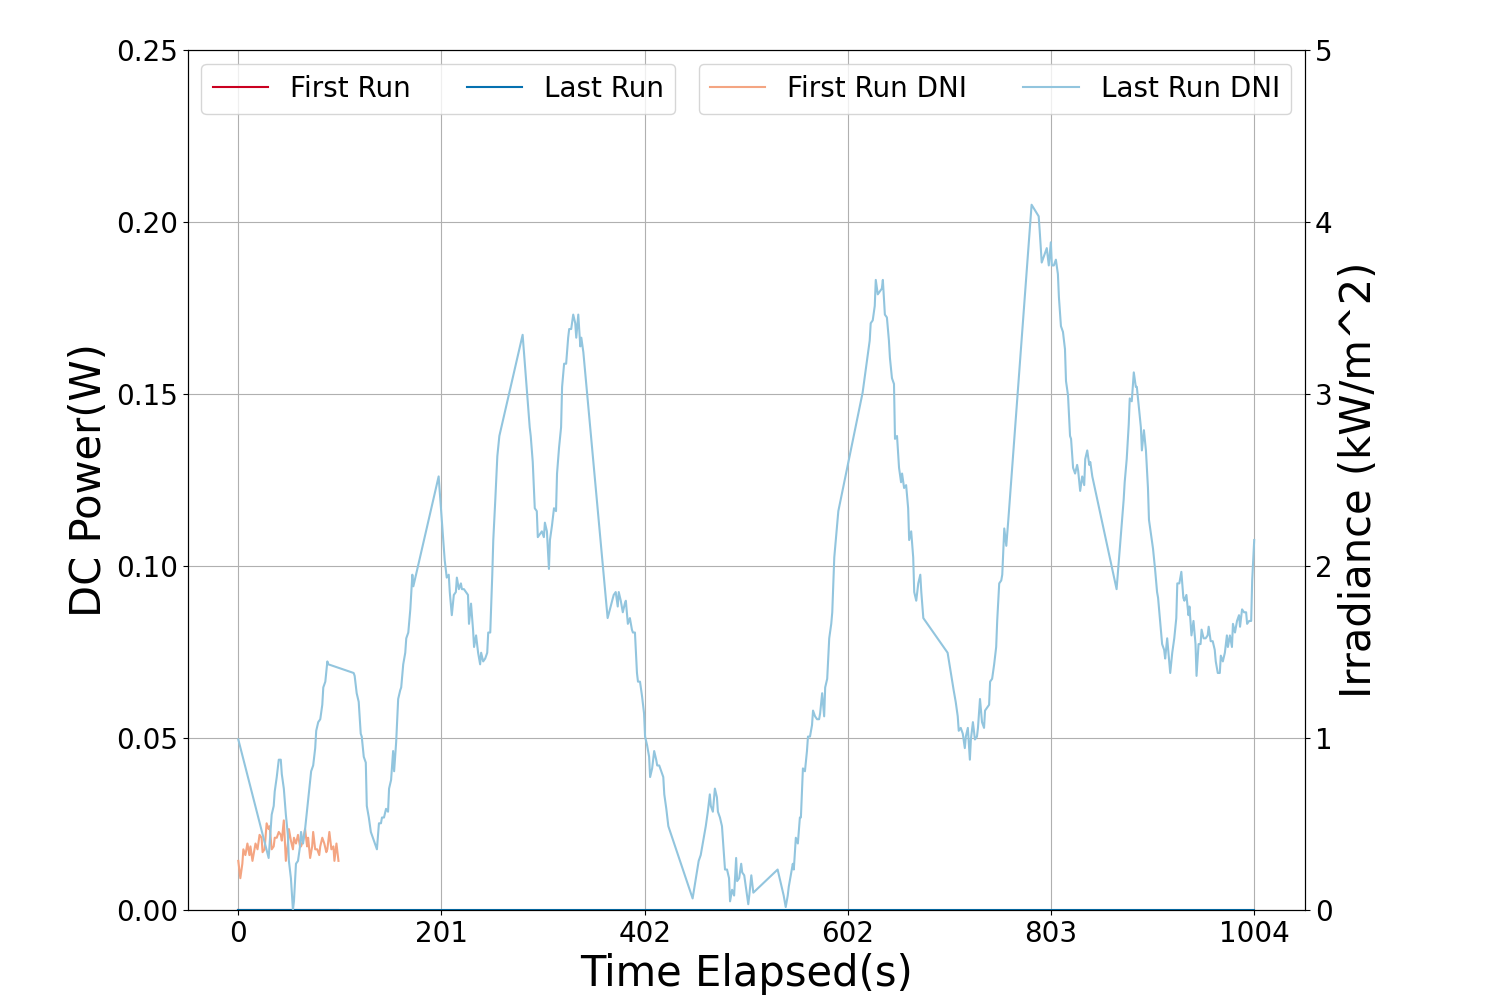 First Run
Last Run
First Run DNI
Last Run DNI
DC Power(W)
0.25
0.20
0.15
0.10
0.05
0.00
Irradiance (kW/m^2)
5
4
3
2
1
0
0 201 402 602 803 1004
Time Elapsed(s)